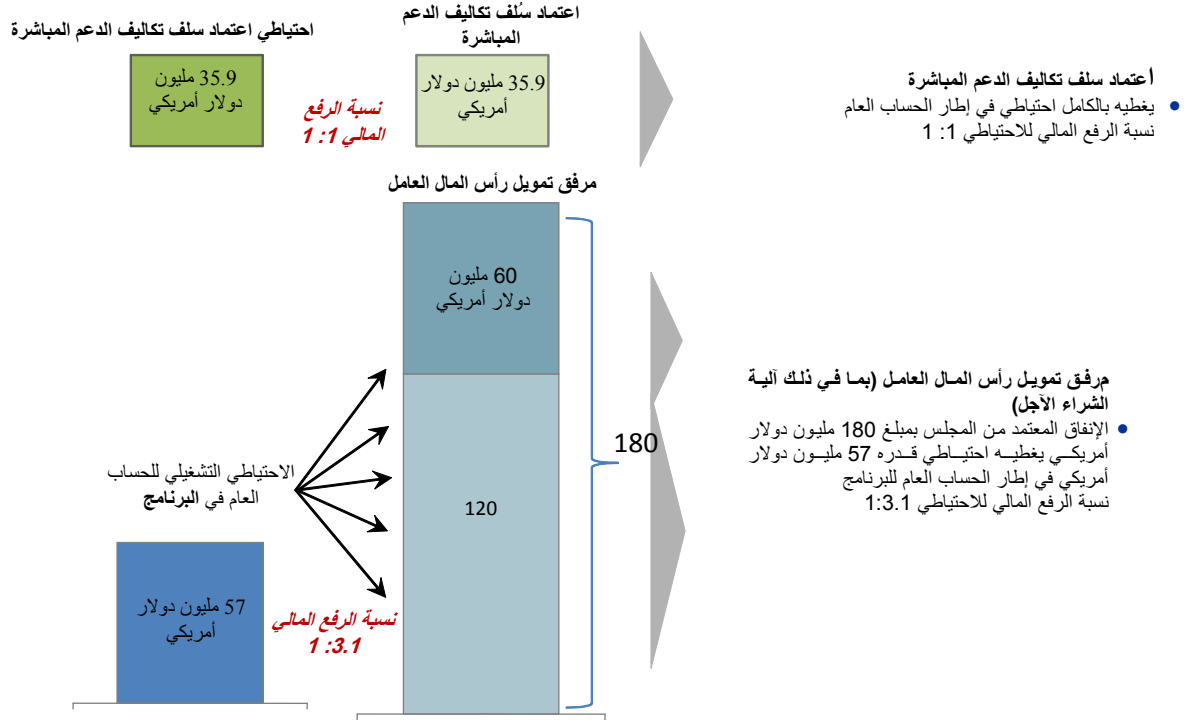 أعتماد سلف تكاليف الدعم المباشرة
يغطيه بالكامل احتياطي في إطار الحساب العام
نسبة الرفع المالي للاحتياطي 1: 1
اعتماد سُلف تكاليف الدعم
المباشرة
35.9 مليون دولار
أمريكي
نسبة الرفع
المالي 1: 1
احتياطي اعتماد سلف تكاليف الدعم المباشرة
35.9 مليون
دولار أمريكي
مرفق تمويل رأس المال العامل (بما في ذلك آلية
الشراء الآجل)
الإنفاق المعتمد من المجلس بمبلغ 180 مليون دولار
أمريكي يغطيه احتياطي قدره 57 مليون دولار
أمريكي في إطار الحساب العام للبرنامج
نسبة الرفع المالي للاحتياطي 1:3.1
مرفق تمويل رأس المال العامل
60 مليون
دولار أمريكي
180
120
الاحتياطي التشغيلي للحساب
العام في البرنامج
نسبة الرفع المالي
3.1: 1
57 مليون دولار
أمريكي